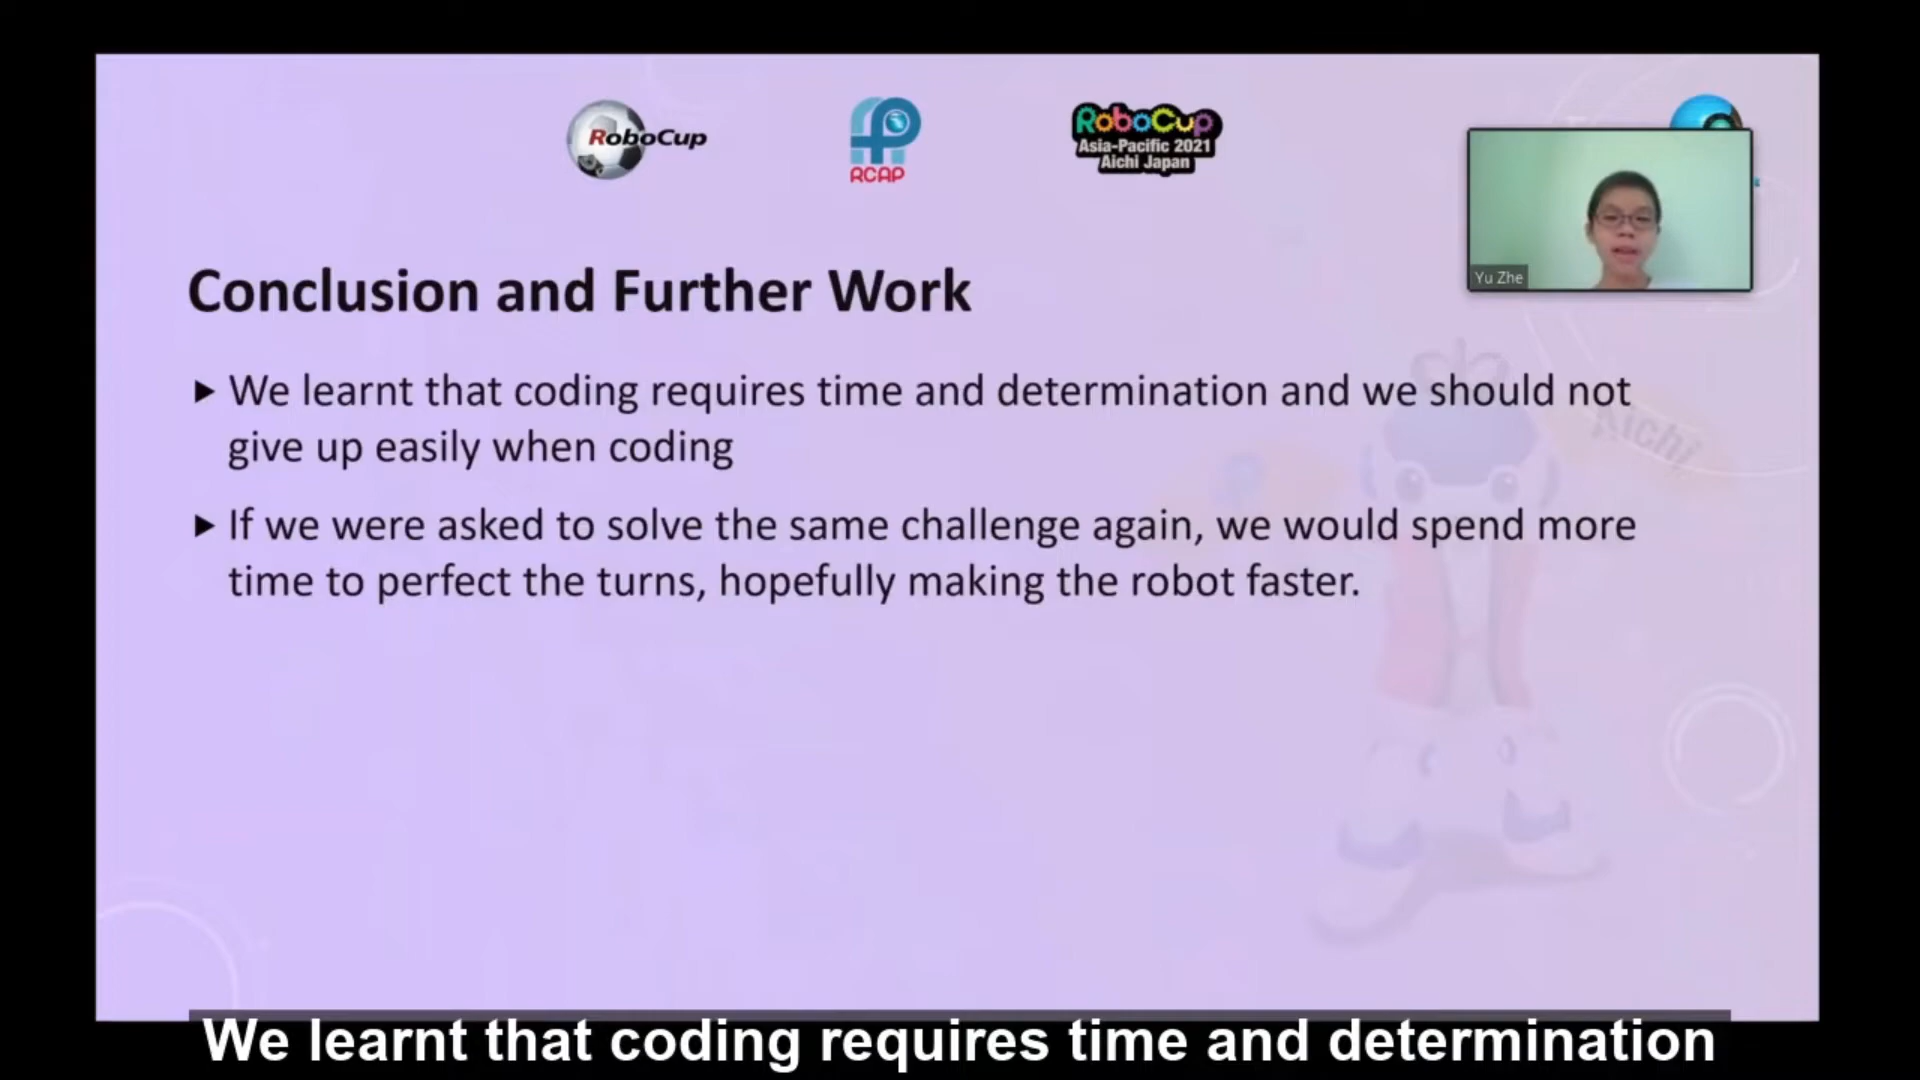 RoboCup
RCAP
RoboCup
Asia-Pacific 2021
Aichi Japan
Yu Zhe
Conclusion and Further Work
We learnt that coding requires time and determination and we should not
give up easily when coding
If we were asked to solve the same challenge again, we would spend more
time to perfect the turns, hopefully making the robot faster.
Aichi
We learnt that coding requires time and determination